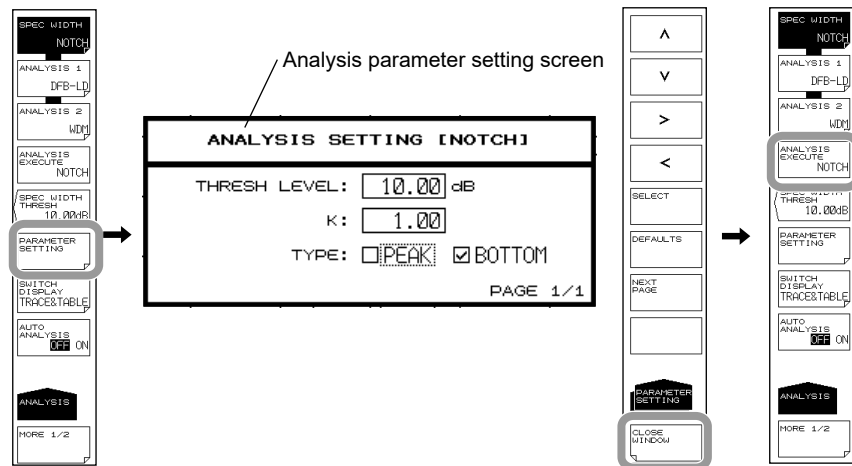 SPEC WIDTH
NOTCH
ANALYSIS 1
DFB-LD
ANALYSIS 2
WDM
ANALYSIS
EXECUTE
NOTCH
SPEC WIDTH
THRESH
10.00dB
PARAMETER
SETTING
SWITCH
DISPLAY
TRACE&TABLE
AUTO
ANALYSIS
OFF ON
ANALYSIS
MORE 1/2
Analysis parameter setting screen
ANALYSIS SETTING [NOTCH]
THRESH LEVEL: 10.00 dB
K: 1.00
TYPE: PEAK BOTTOM
PAGE 1/1
SELECT
DEFAULTS
NEXT
PAGE
PARAMETER
SETTING
CLOSE
WINDOW
SPEC WIDTH
NOTCH
ANALYSIS 1
DFB-LD
ANALYSIS 2
WDM
ANALYSIS
EXECUTE
NOTCH
SPEC WIDTH
THRESH
10.00dB
PARAMETER
SETTING
SWITCH
DISPLAY
TRACE&TABLE
AUTO
ANALYSIS
OFF ON
ANALYSIS
MORE 1/2